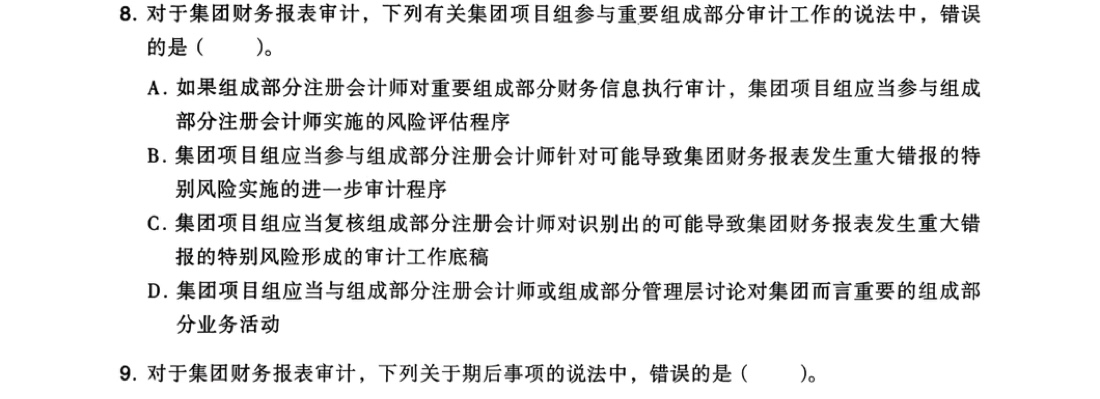 8. 对于集团财务报表审计，下列有关集团项目组参与重要组成部分审计工作的说法中，错误
的是（　　）。
A. 如果组成部分注册会计师对重要组成部分财务信息执行审计，集团项目组应当参与组成
部分注册会计师实施的风险评估程序
B. 集团项目组应当参与组成部分注册会计师针对可能导致集团财务报表发生重大错报的特
别风险实施的进一步审计程序
C. 集团项目组应当复核组成部分注册会计师对识别出的可能导致集团财务报表发生重大错
报的特别风险形成的审计工作底稿
D. 集团项目组应当与组成部分注册会计师或组成部分管理层讨论对集团而言重要的组成部
分业务活动
9. 对于集团财务报表审计，下列关于期后事项的说法中，错误的是（　　）。